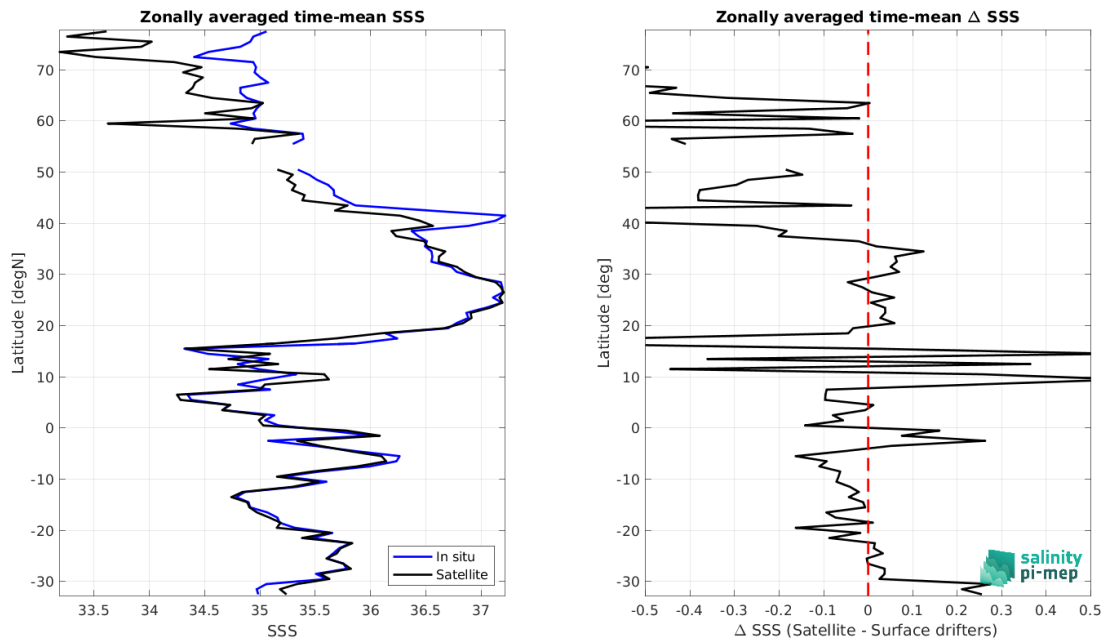 Zonally averaged time-mean SSS
Latitude [degN]
70
60
50
40
30
20
10
0
-10
-20
-30
33.5 34 34.5 35 35.5 36 36.5 37
SSS
In situ
Satellite
Zonally averaged time-mean Δ SSS
Latitude [deg]
70
60
50
40
30
20
10
0
-10
-20
-30
-0.5 -0.4 -0.3 -0.2 -0.1 0 0.1 0.2 0.3 0.4 0.5
Δ SSS (Satellite - Surface drifters)
salinity
pi-mep